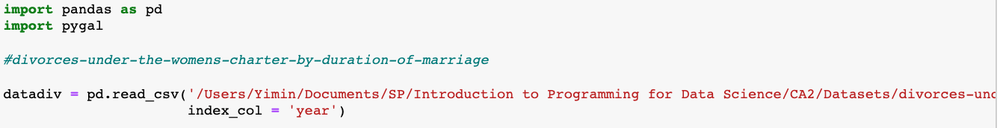 import pandas as pd
import pygal
#divorces-under-the-womens-charter-by-duration-of-marriage
datadiv = pd.read_csv('/Users/Yimin/Documents/SP/Introduction to Programming for Data Science/CA2/Datasets/divorces-und
index_col = 'year')